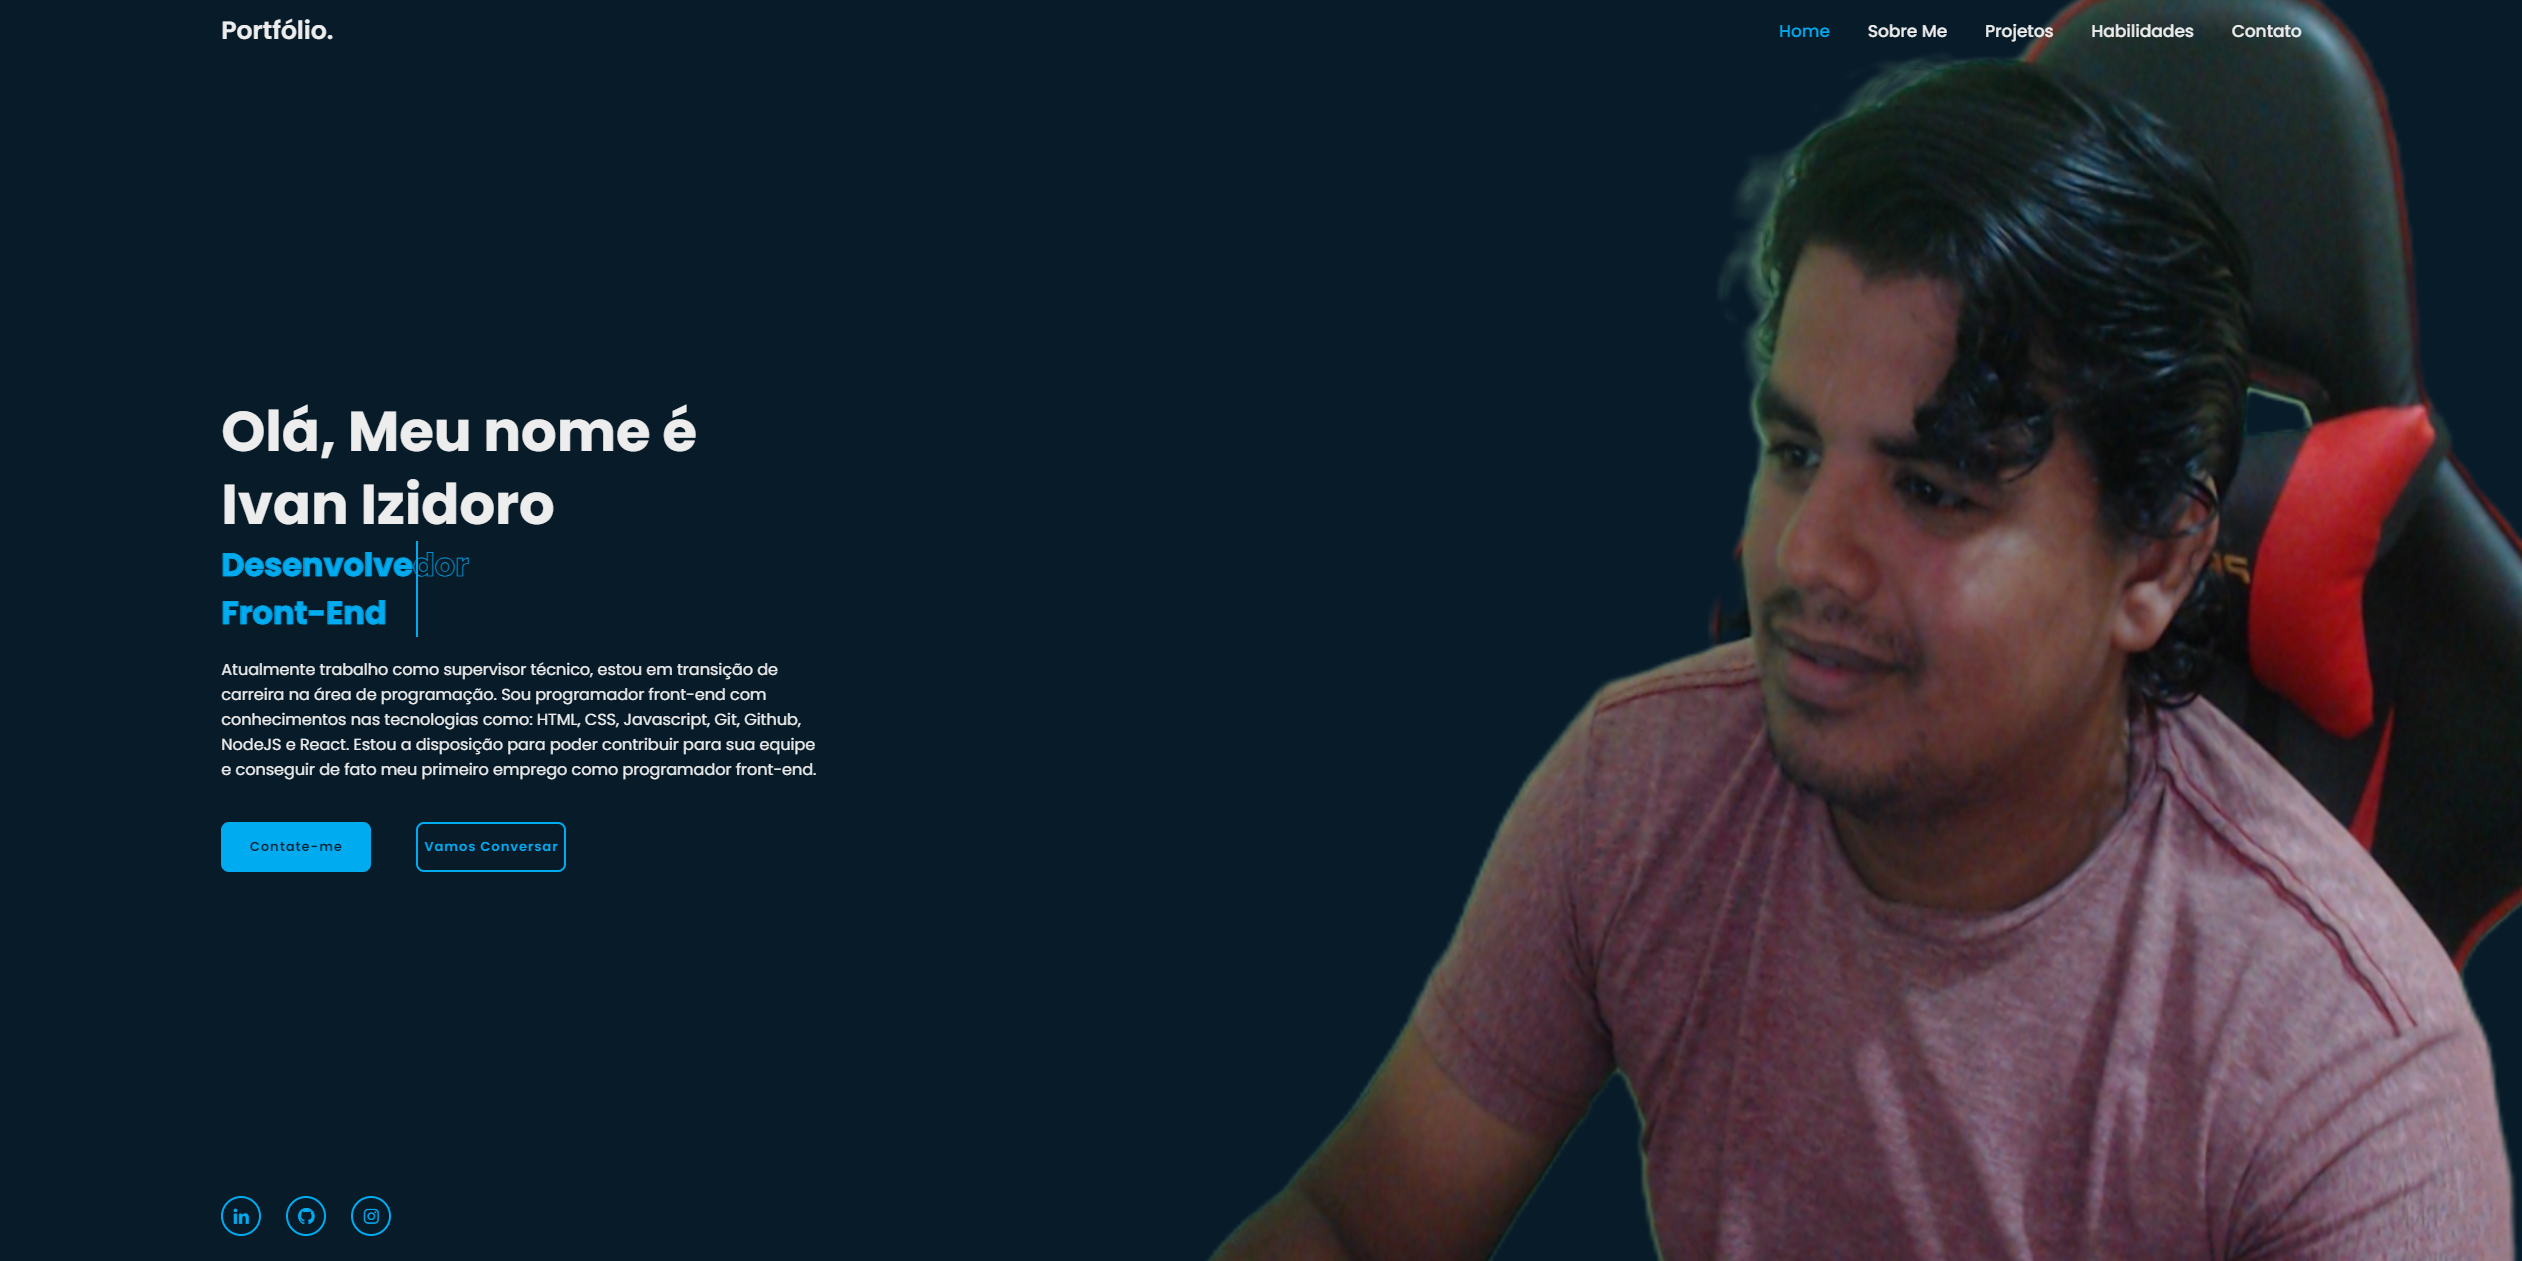 Portfólio.
Home Sobre Me Projetos Habilidades Contato
Olá, Meu nome é
Ivan Izidoro
Desenvolvedor
Front-End
Atualmente trabalho como supervisor técnico, estou em transição de
carreira na área de programação. Sou programador front-end com
conhecimentos nas tecnologias como: HTML, CSS, Javascript, Git, Github,
NodeJS e React. Estou a disposição para poder contribuir para sua equipe
e conseguir de fato meu primeiro emprego como programador front-end.
Contate-me Vamos Conversar
in